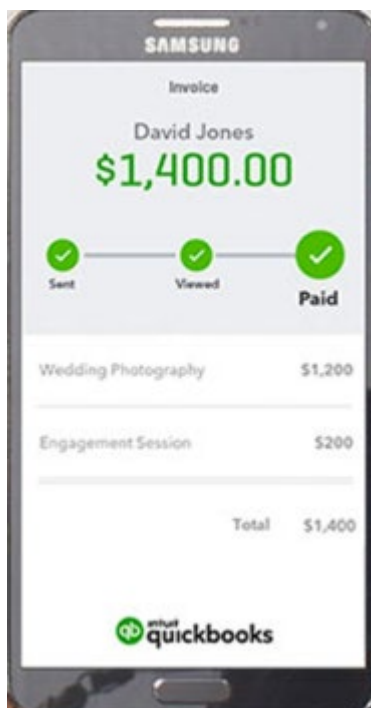 SAMSUNG
Invoice
David Jones
$1,400.00
Sent Viewed Paid
Wedding Photography $1,200
Engagement Session $200
Total $1,400
qb intuit quickbooks